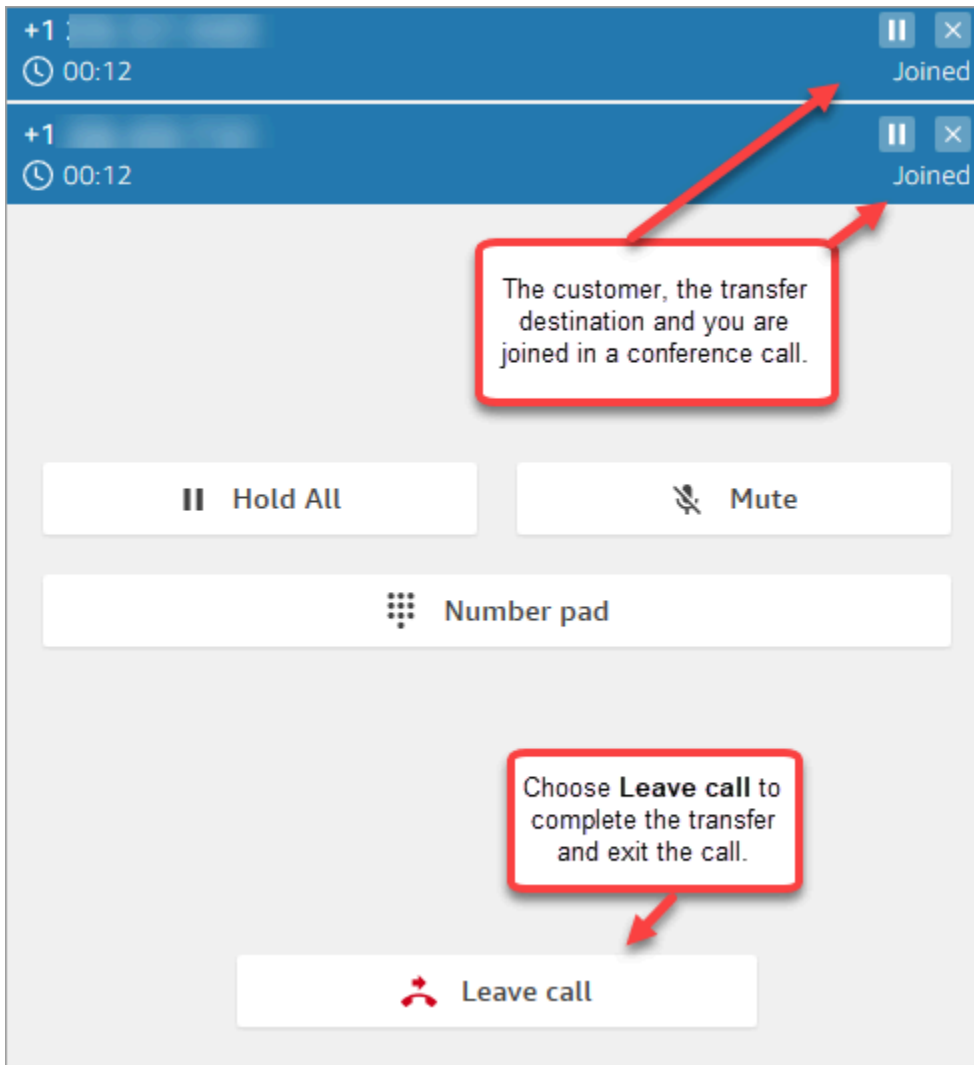 +1
00:12
Joined
+1
00:12
Joined
The customer, the transfer
destination and you are
joined in a conference call.
Hold All
Mute
Number pad
Choose Leave call to
complete the transfer
and exit the call.
Leave call